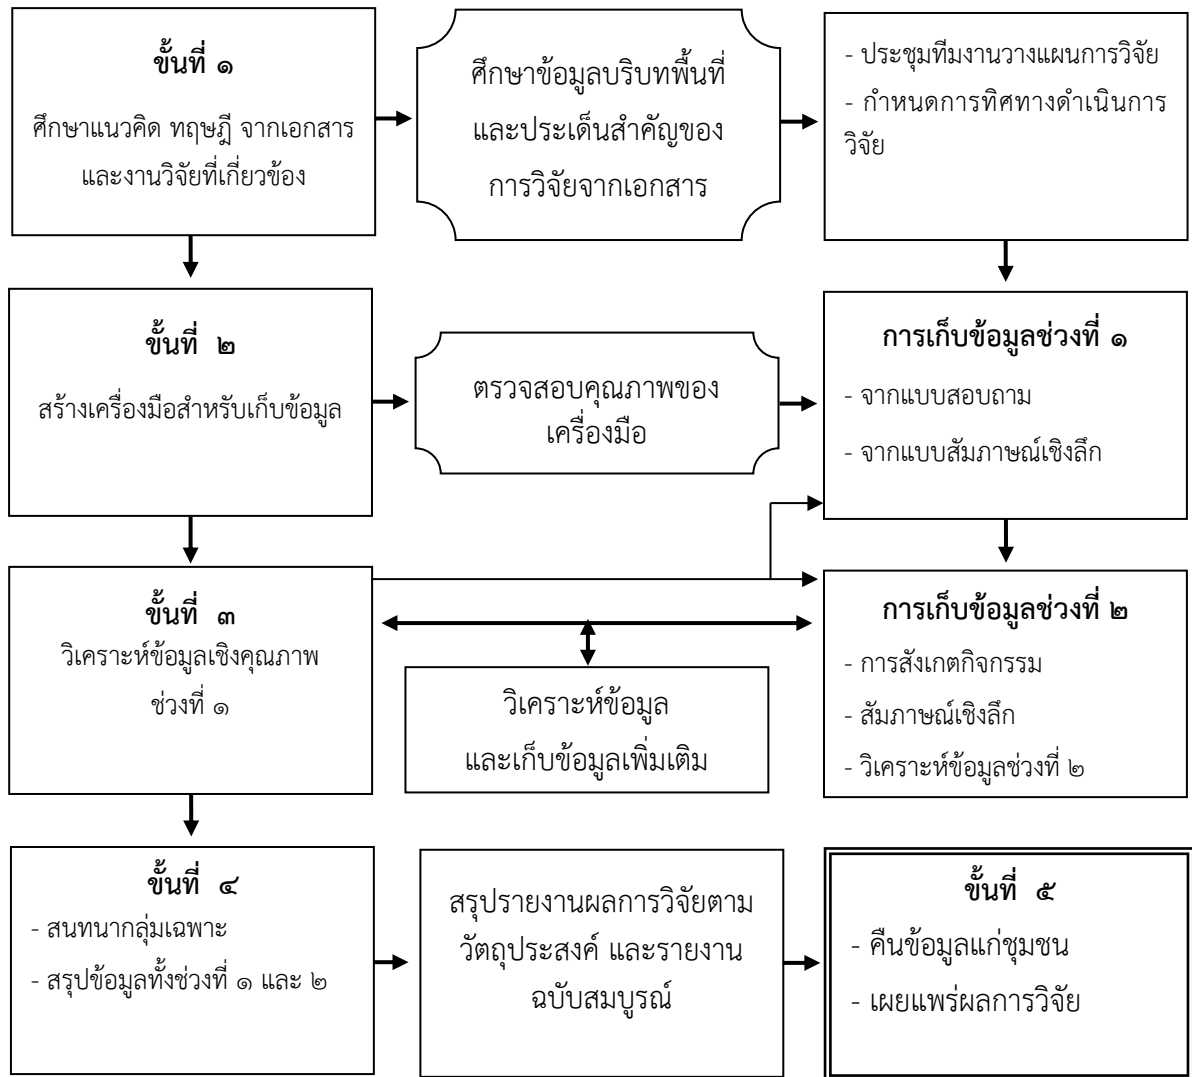 ขั้นที่ ๑
ศึกษาแนวคิด ทฤษฎี จากเอกสาร
และงานวิจัยที่เกี่ยวข้อง
ศึกษาข้อมูลบริบทพื้นที่
และประเด็นสำคัญของ
การวิจัยจากเอกสาร
- ประชุมทีมงานวางแผนการวิจัย
- กำหนดการทิศทางดำเนินการ
วิจัย
ขั้นที่ ๒
สร้างเครื่องมือสำหรับเก็บข้อมูล
ตรวจสอบคุณภาพของ
เครื่องมือ
การเก็บข้อมูลช่วงที่ ๑
- จากแบบสอบถาม
- จากแบบสัมภาษณ์เชิงลึก
ขั้นที่ ๓
วิเคราะห์ข้อมูลเชิงคุณภาพ
ช่วงที่ ๑
วิเคราะห์ข้อมูล
และเก็บข้อมูลเพิ่มเติม
การเก็บข้อมูลช่วงที่ ๒
- การสังเกตกิจกรรม
- สัมภาษณ์เชิงลึก
- วิเคราะห์ข้อมูลช่วงที่ ๒
ขั้นที่ ๔
- สนทนากลุ่มเฉพาะ
- สรุปข้อมูลทั้งช่วงที่ ๑ และ ๒
สรุปรายงานผลการวิจัยตาม
วัตถุประสงค์ และรายงาน
ฉบับสมบูรณ์
ขั้นที่ ๕
- คืนข้อมูลแก่ชุมชน
- เผยแพร่ผลการวิจัย